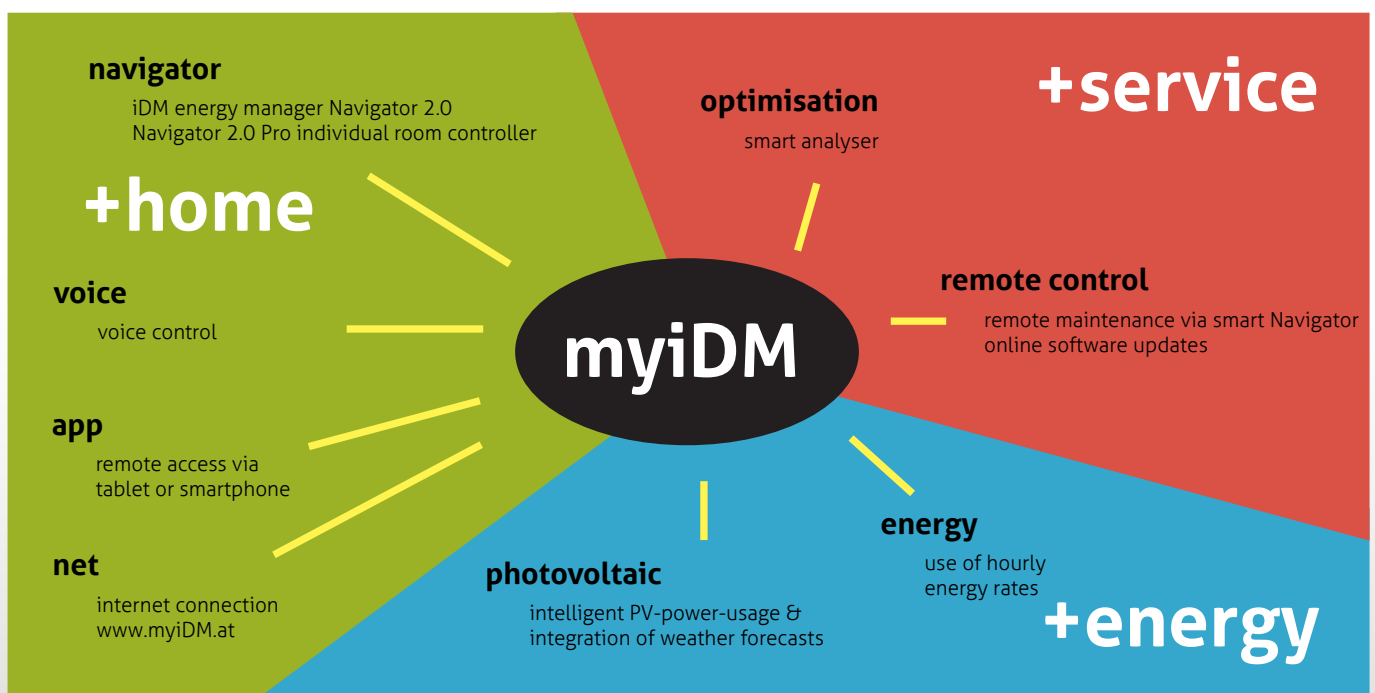 navigator
iDM energy manager Navigator 2.0
Navigator 2.0 Pro individual room controller
+home
voice
voice control
app
remote access via
tablet or smartphone
net
internet connection
www.myiDM.at
myiDM
+service
optimisation
smart analyser
remote control
remote maintenance via smart Navigator
online software updates
photovoltaic
intelligent PV-power-usage &
integration of weather forecasts
energy
use of hourly
energy rates
+energy